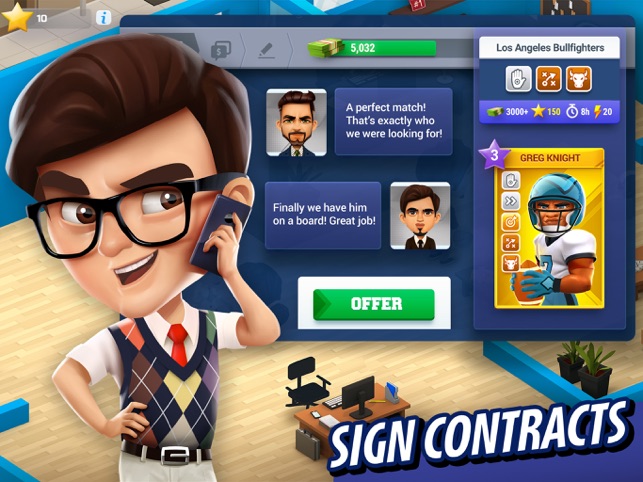 10
5,032
Los Angeles Bullfighters
3000+ 150 8h 20
A perfect match!
That's exactly who
we were looking for!
3
GREG KNIGHT
Finally we have him
on a board! Great job!
OFFER
#1
SIGN CONTRACTS